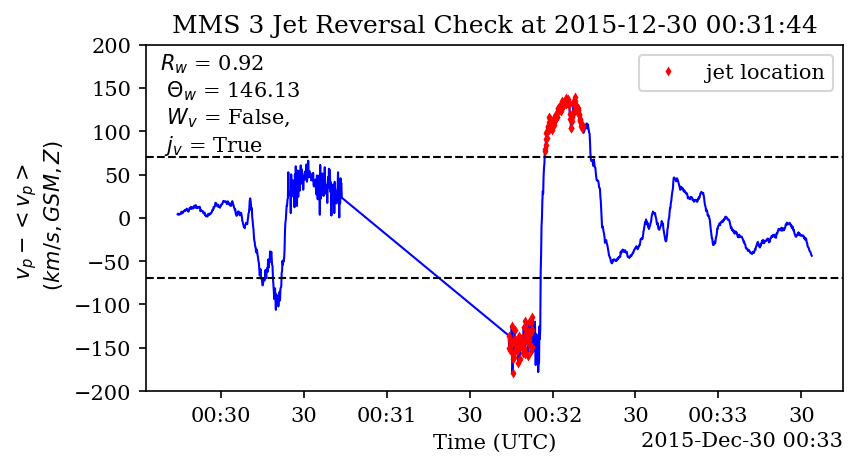 MMS 3 Jet Reversal Check at 2015-12-30 00:31:44
R_w = 0.92
Θ_w = 146.13
W_v = False,
j_v = True
jet location
v_p − < v_p >
(km/s, GSM, Z)
200
150
100
50
0
−50
−100
−150
−200
00:30 30 00:31 30 00:32 30 00:33 30
Time (UTC)
2015-Dec-30 00:33